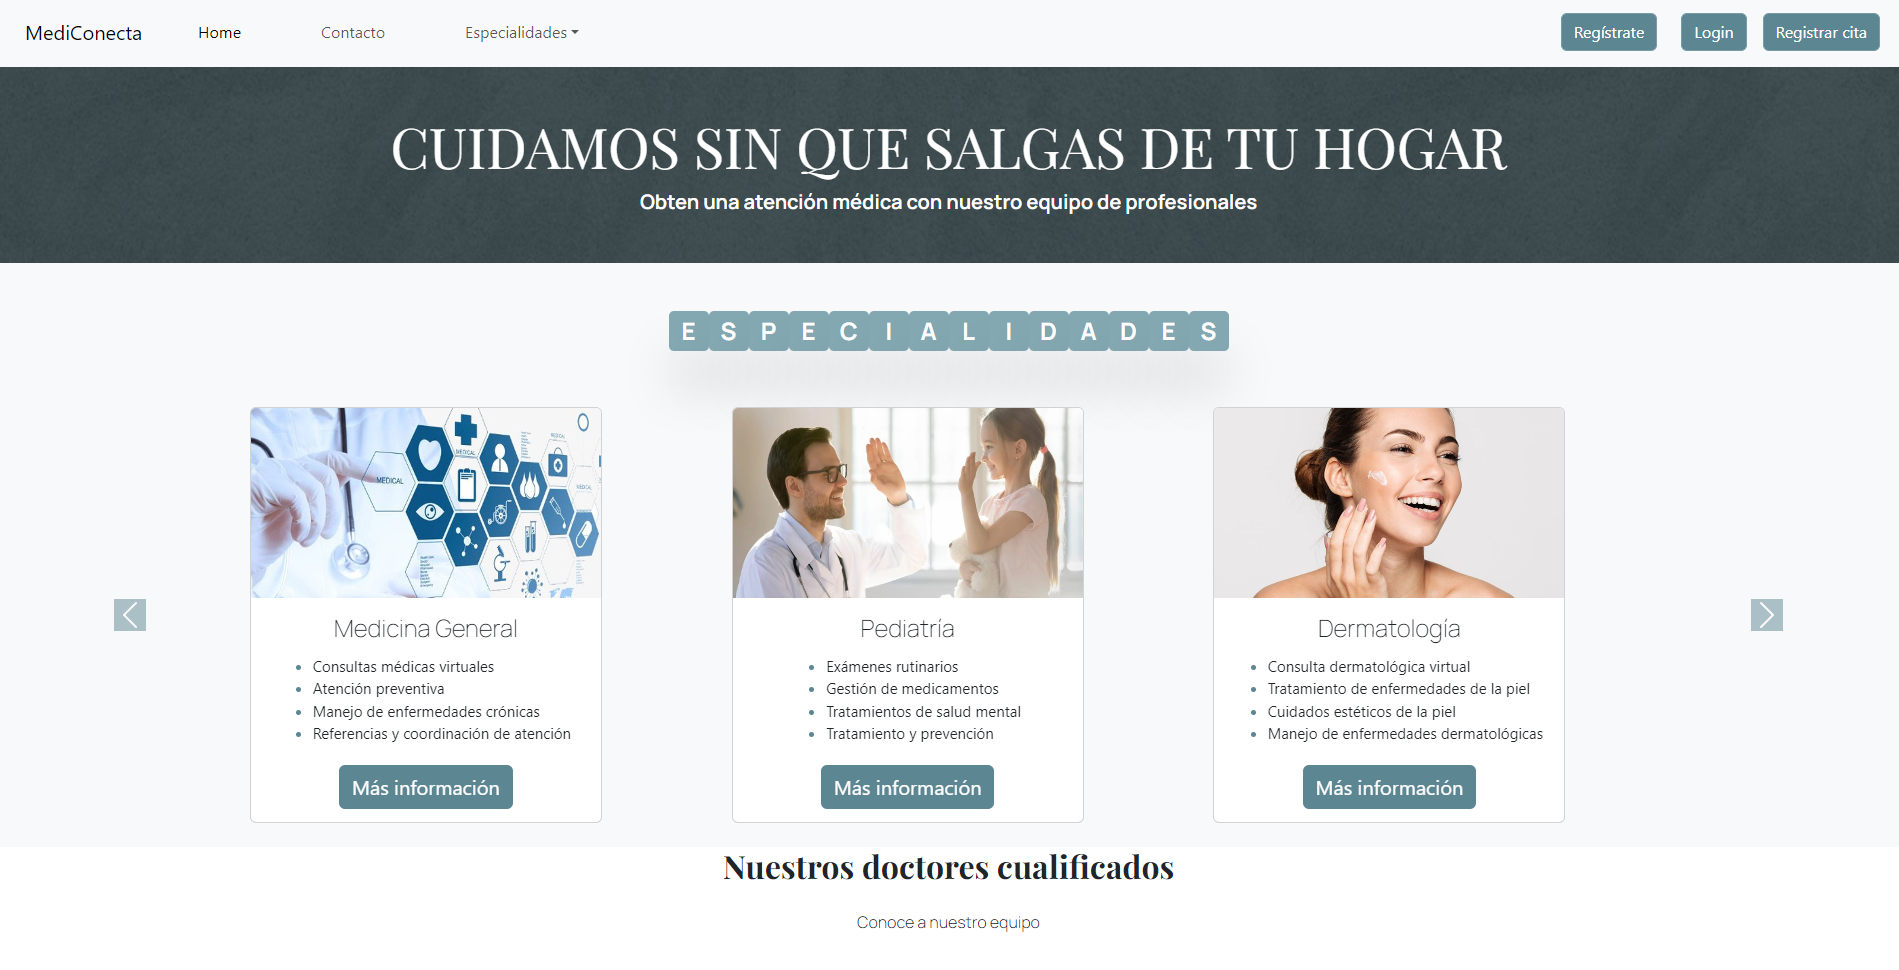 MediConecta Home Contacto Especialidades Regístrate Login Registrar cita
CUIDAMOS SIN QUE SALGAS DE TU HOGAR
Obten una atención médica con nuestro equipo de profesionales
ESPECIALIDADES
MEDICAL
MEDICAL
MEDICAL
MEDICAL
Medicina General
Consultas médicas virtuales
Atención preventiva
Manejo de enfermedades crónicas
Referencias y coordinación de atención
Más información
Pediatría
Exámenes rutinarios
Gestión de medicamentos
Tratamientos de salud mental
Tratamiento y prevención
Más información
Dermatología
Consulta dermatológica virtual
Tratamiento de enfermedades de la piel
Cuidados estéticos de la piel
Manejo de enfermedades dermatológicas
Más información
Nuestros doctores cualificados
Conoce a nuestro equipo